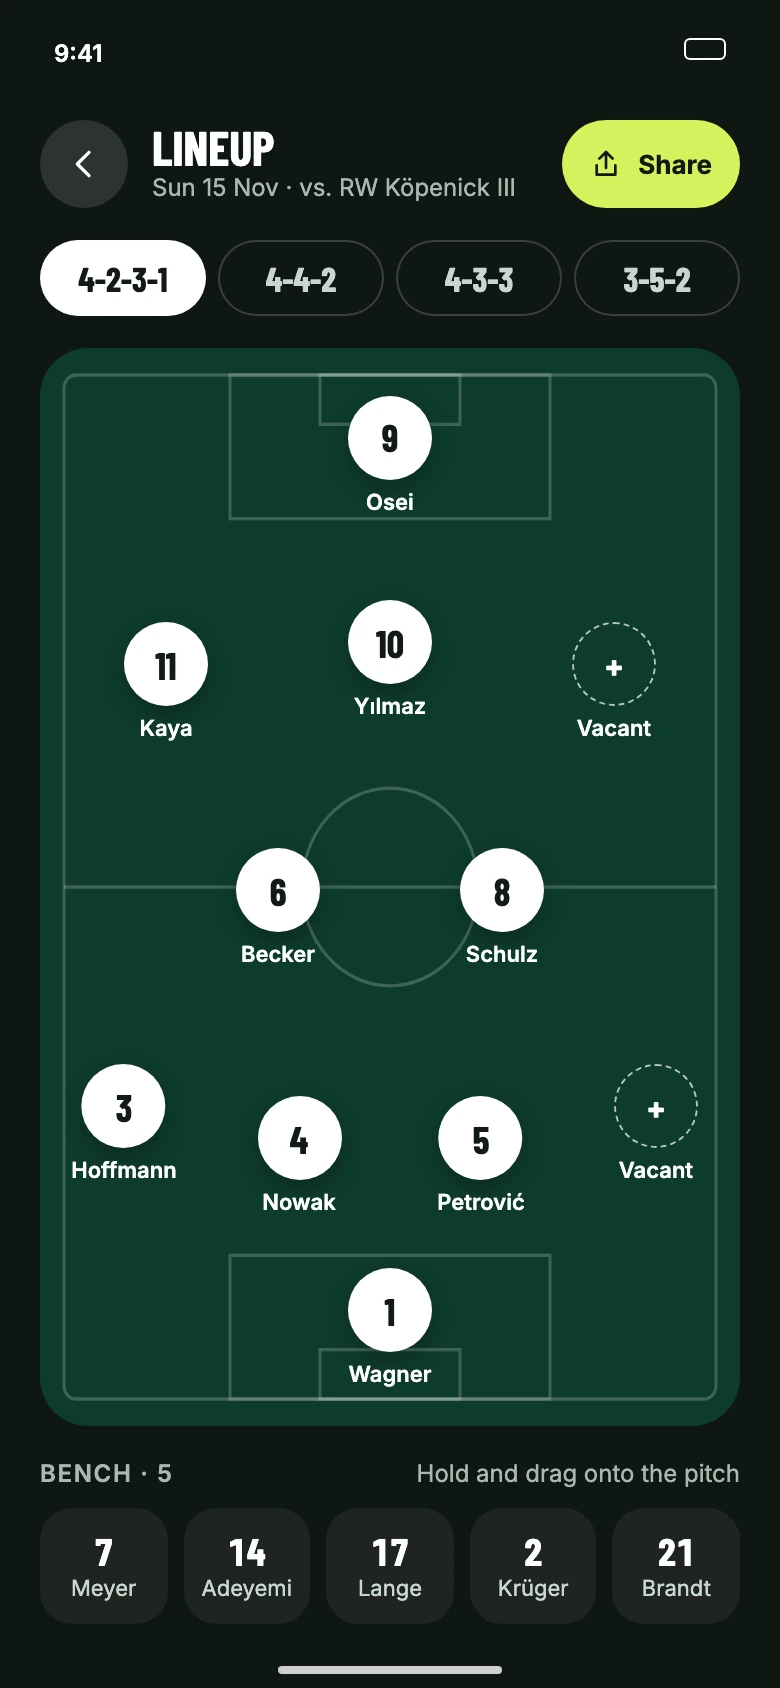 9:41
LINEUP
Sun 15 Nov · vs. RW Köpenick III
Share
4-2-3-1
4-4-2
4-3-3
3-5-2
9
Osei
10
Yılmaz
11
Kaya
+
Vacant
6
Becker
8
Schulz
3
Hoffmann
4
Nowak
5
Petrović
+
Vacant
1
Wagner
BENCH · 5
Hold and drag onto the pitch
7
Meyer
14
Adeyemi
17
Lange
2
Krüger
21
Brandt